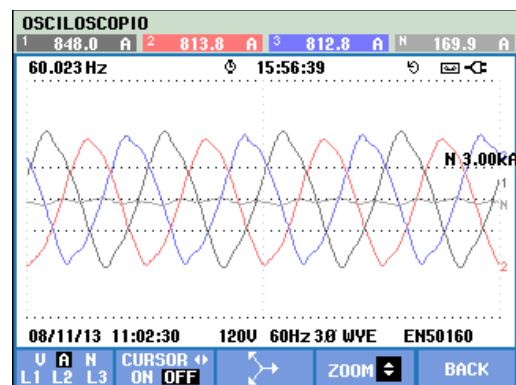 OSCILOSCOPIO
1 848.0 A 2 813.8 A 3 812.8 A N 169.9 A
60.023 Hz 15:56:39
N 3.00kA
1
N
2
08/11/13 11:02:30 120V 60Hz 3Ø WYE EN50160
V A N CURSOR ZOOM BACK
L1 L2 L3 ON OFF